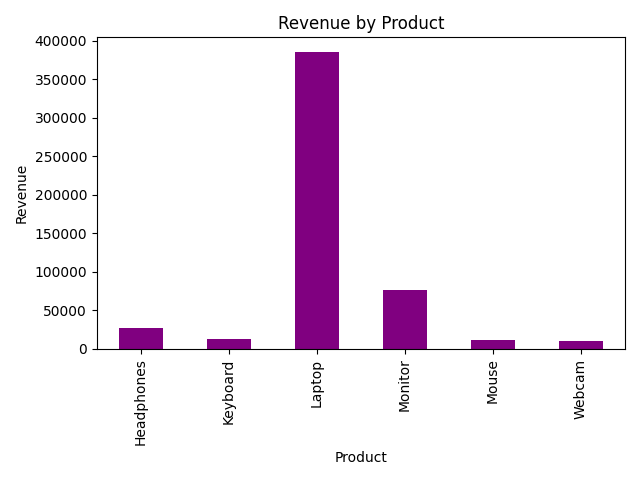 Revenue by Product
400000
350000
300000
250000
200000
150000
100000
50000
0
Revenue
Headphones
Keyboard
Laptop
Monitor
Mouse
Webcam
Product